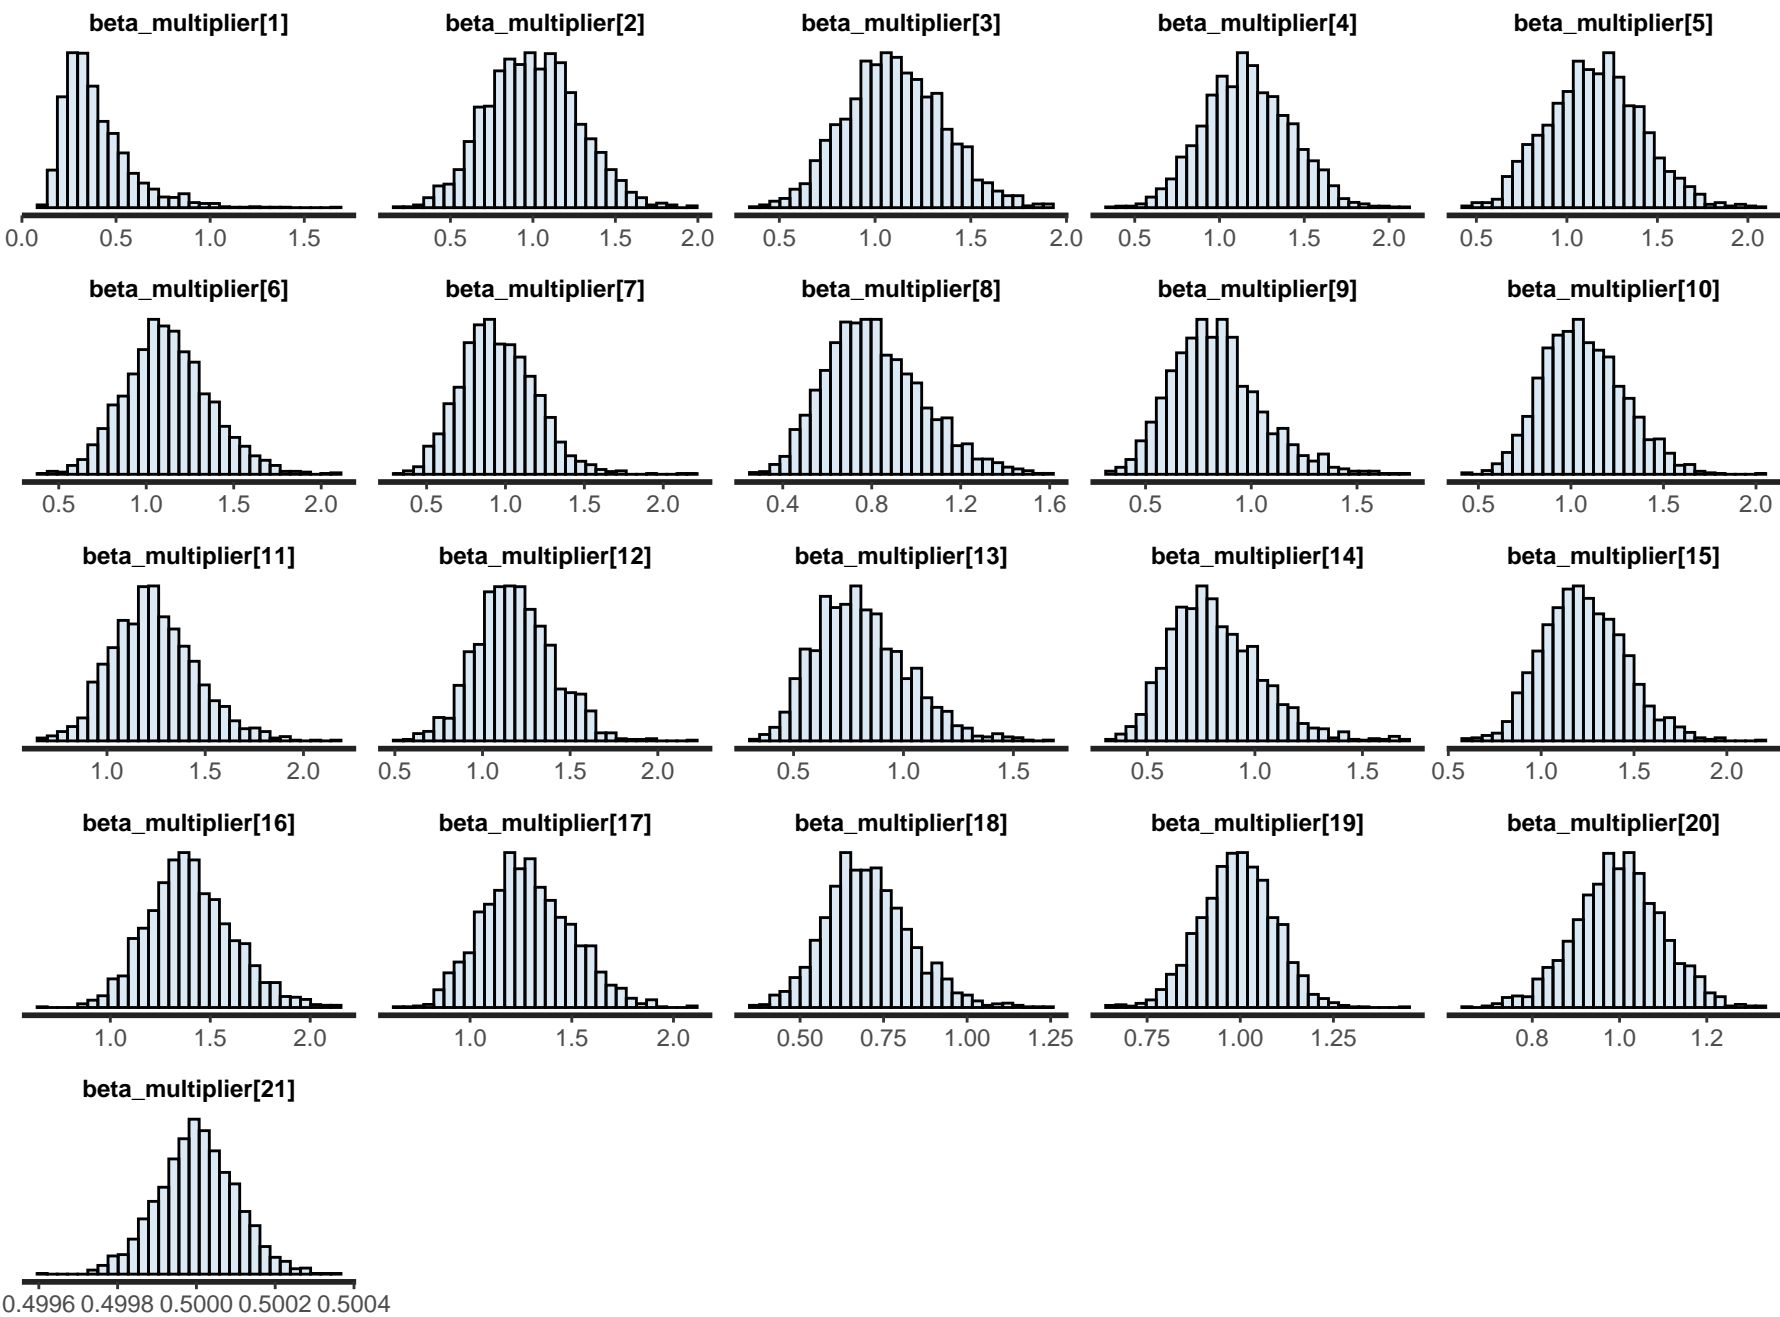 beta_multiplier[1] beta_multiplier[2] beta_multiplier[3] beta_multiplier[4] beta_multiplier[5]
0.0 0.5 1.0 1.5 0.5 1.0 1.5 2.0 0.5 1.0 1.5 2.0 0.5 1.0 1.5 2.0 0.5 1.0 1.5 2.0
beta_multiplier[6] beta_multiplier[7] beta_multiplier[8] beta_multiplier[9] beta_multiplier[10]
0.5 1.0 1.5 2.0 0.5 1.0 1.5 2.0 0.4 0.8 1.2 1.6 0.5 1.0 1.5 0.5 1.0 1.5 2.0
beta_multiplier[11] beta_multiplier[12] beta_multiplier[13] beta_multiplier[14] beta_multiplier[15]
1.0 1.5 2.0 0.5 1.0 1.5 2.0 0.5 1.0 1.5 0.5 1.0 1.5 0.5 1.0 1.5 2.0
beta_multiplier[16] beta_multiplier[17] beta_multiplier[18] beta_multiplier[19] beta_multiplier[20]
1.0 1.5 2.0 1.0 1.5 2.0 0.50 0.75 1.00 1.25 0.75 1.00 1.25 0.8 1.0 1.2
beta_multiplier[21]
0.4996 0.4998 0.5000 0.5002 0.5004